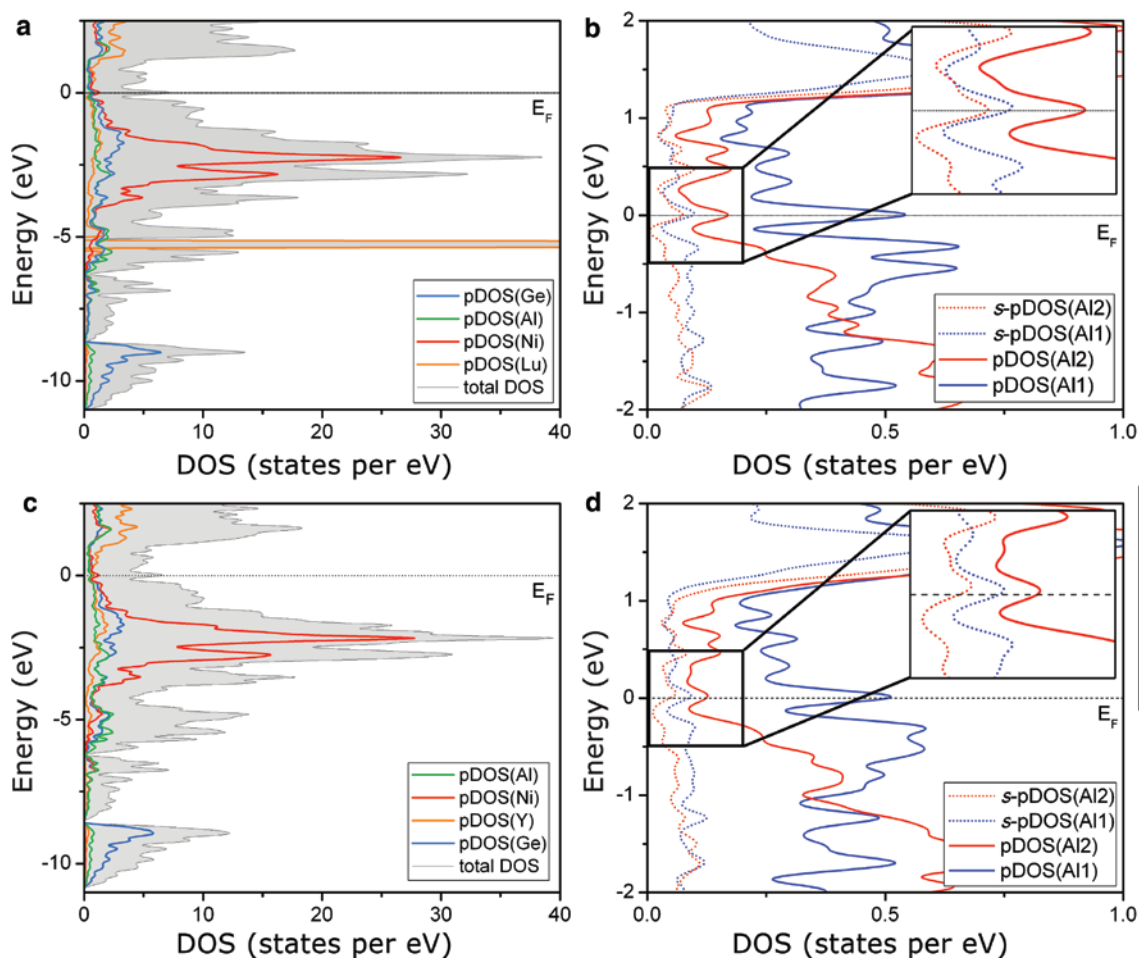 a
Energy (eV)
0
-5
-10
E_F
pDOS(Ge)
pDOS(Al)
pDOS(Ni)
pDOS(Lu)
total DOS
0 10 20 30 40
DOS (states per eV)
b
Energy (eV)
2
1
0
-1
-2
E_F
s-pDOS(Al2)
s-pDOS(Al1)
pDOS(Al2)
pDOS(Al1)
0.0 0.5 1.0
DOS (states per eV)
c
Energy (eV)
0
-5
-10
E_F
pDOS(Al)
pDOS(Ni)
pDOS(Y)
pDOS(Ge)
total DOS
0 10 20 30 40
DOS (states per eV)
d
Energy (eV)
2
1
0
-1
-2
E_F
s-pDOS(Al2)
s-pDOS(Al1)
pDOS(Al2)
pDOS(Al1)
0.0 0.5 1.0
DOS (states per eV)